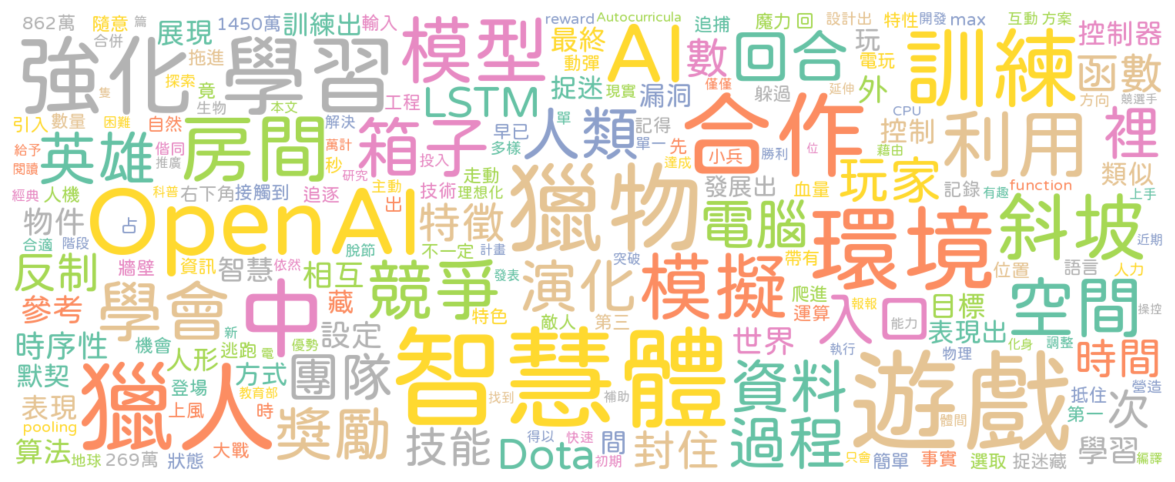 862萬 隨意 篇 展現 1450萬 訓練出 輸入 reward Autocurricula 追捕 魔力 回 設計出 特性 開發 max 互動 方案
合併 強化學習 拖進 模型 最終 AI 數 回合 玩 訓練 控制器
探索 竟 動彈 電玩 函數
隻 生物 本文 工程 LSTM 捉迷 現實 漏洞 僅僅 躲過 外 延伸 方向 競選手
引入 數量 困難 自然 房間 解決 箱子 早已 人類 單 記得 合作 CPU 控制 利用 裡
給予 英雄 偕同 萬計 多樣 單一 先 小兵 勝利 位 藉由 類似
閱讀 推廣 秒 投入 達成
經典 人機 右下角 接觸到 追逐 研究 主動 技術 走動 獵物 發展出 血量 玩家 記錄 有趣 function 上手
科普 出 理想化
物件 占 OpenAI 特徵 電腦 環境 斜坡
合適 階段 脫節 不一定 計畫 帶有 近期
反制 牆壁 資訊 智慧 依然 相互 競爭 發表 演化 突破 模擬 位置 語言 人力
參考 學會 中 藏 特色 爬進 運算 報報 目標 空間 操控
新 優勢 設定 敵人 第三 世界 入口 能力 表現出 化身
時序性 機會 人形 逃跑 電 團隊 智慧體 執行 物理 調整 時間
默契 登場 方式 教育部 找到 補助 資料 遊戲 抵住 營造
表現 獵人 上風 時 獎勵 體間 第一 次
pooling 技能 得以 快速 間 封住 過程
算法 地球 269萬 狀態 大戰 Dota 初期 只會 簡單 事實 選取 捉迷藏 學習 編譯